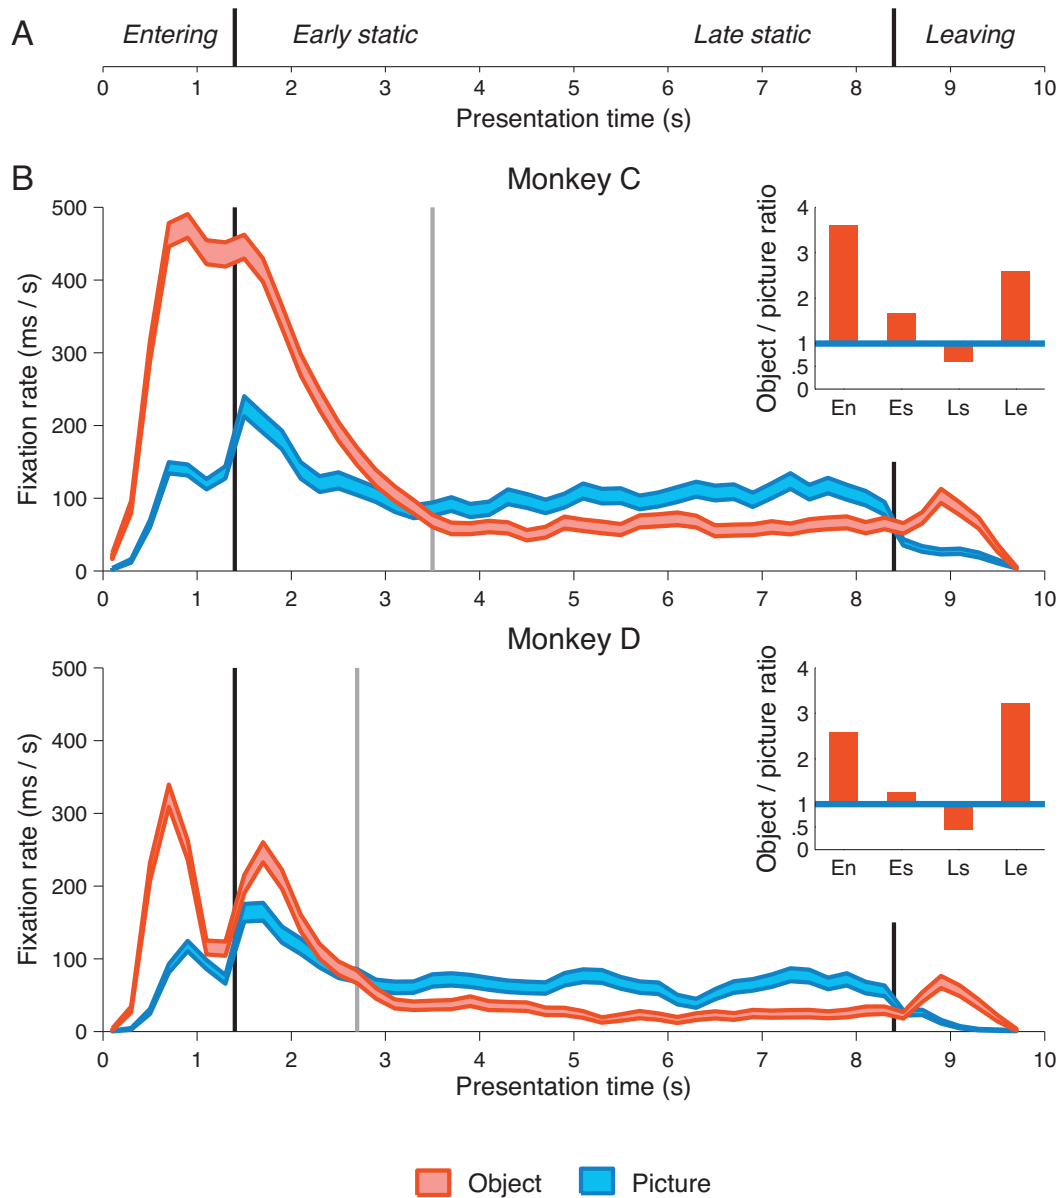 A
Entering Early static Late static Leaving
0 1 2 3 4 5 6 7 8 9 10
Presentation time (s)
B
Monkey C
Fixation rate (ms / s)
500
400
300
200
100
0
0 1 2 3 4 5 6 7 8 9 10
Object / picture ratio
4
3
2
1
.5
0
En Es Ls Le
Monkey D
Fixation rate (ms / s)
500
400
300
200
100
0
0 1 2 3 4 5 6 7 8 9 10
Presentation time (s)
Object / picture ratio
4
3
2
1
.5
0
En Es Ls Le
Object Picture